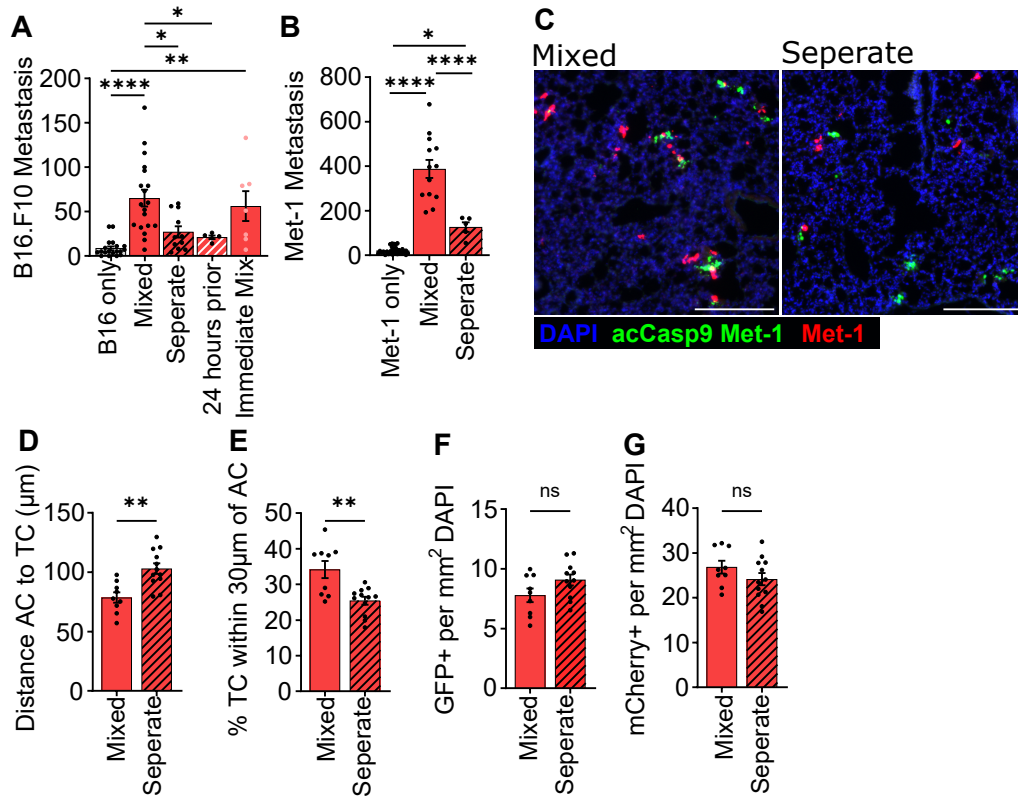 A
B16.F10 Metastasis
200
150
100
50
0
****
*
*
**
B16 only
Mixed
Seperate
24 hours prior
Immediate Mix
B
Met-1 Metastasis
800
600
400
200
0
*
****
****
Met-1 only
Mixed
Seperate
C
Mixed
Seperate
DAPI acCasp9 Met-1 Met-1
D
Distance AC to TC (µm)
150
100
50
0
**
Mixed
Seperate
E
% TC within 30µm of AC
50
40
30
20
10
0
**
Mixed
Seperate
F
GFP+ per mm² DAPI
15
10
5
0
ns
Mixed
Seperate
G
mCherry+ per mm² DAPI
50
40
30
20
10
0
ns
Mixed
Seperate